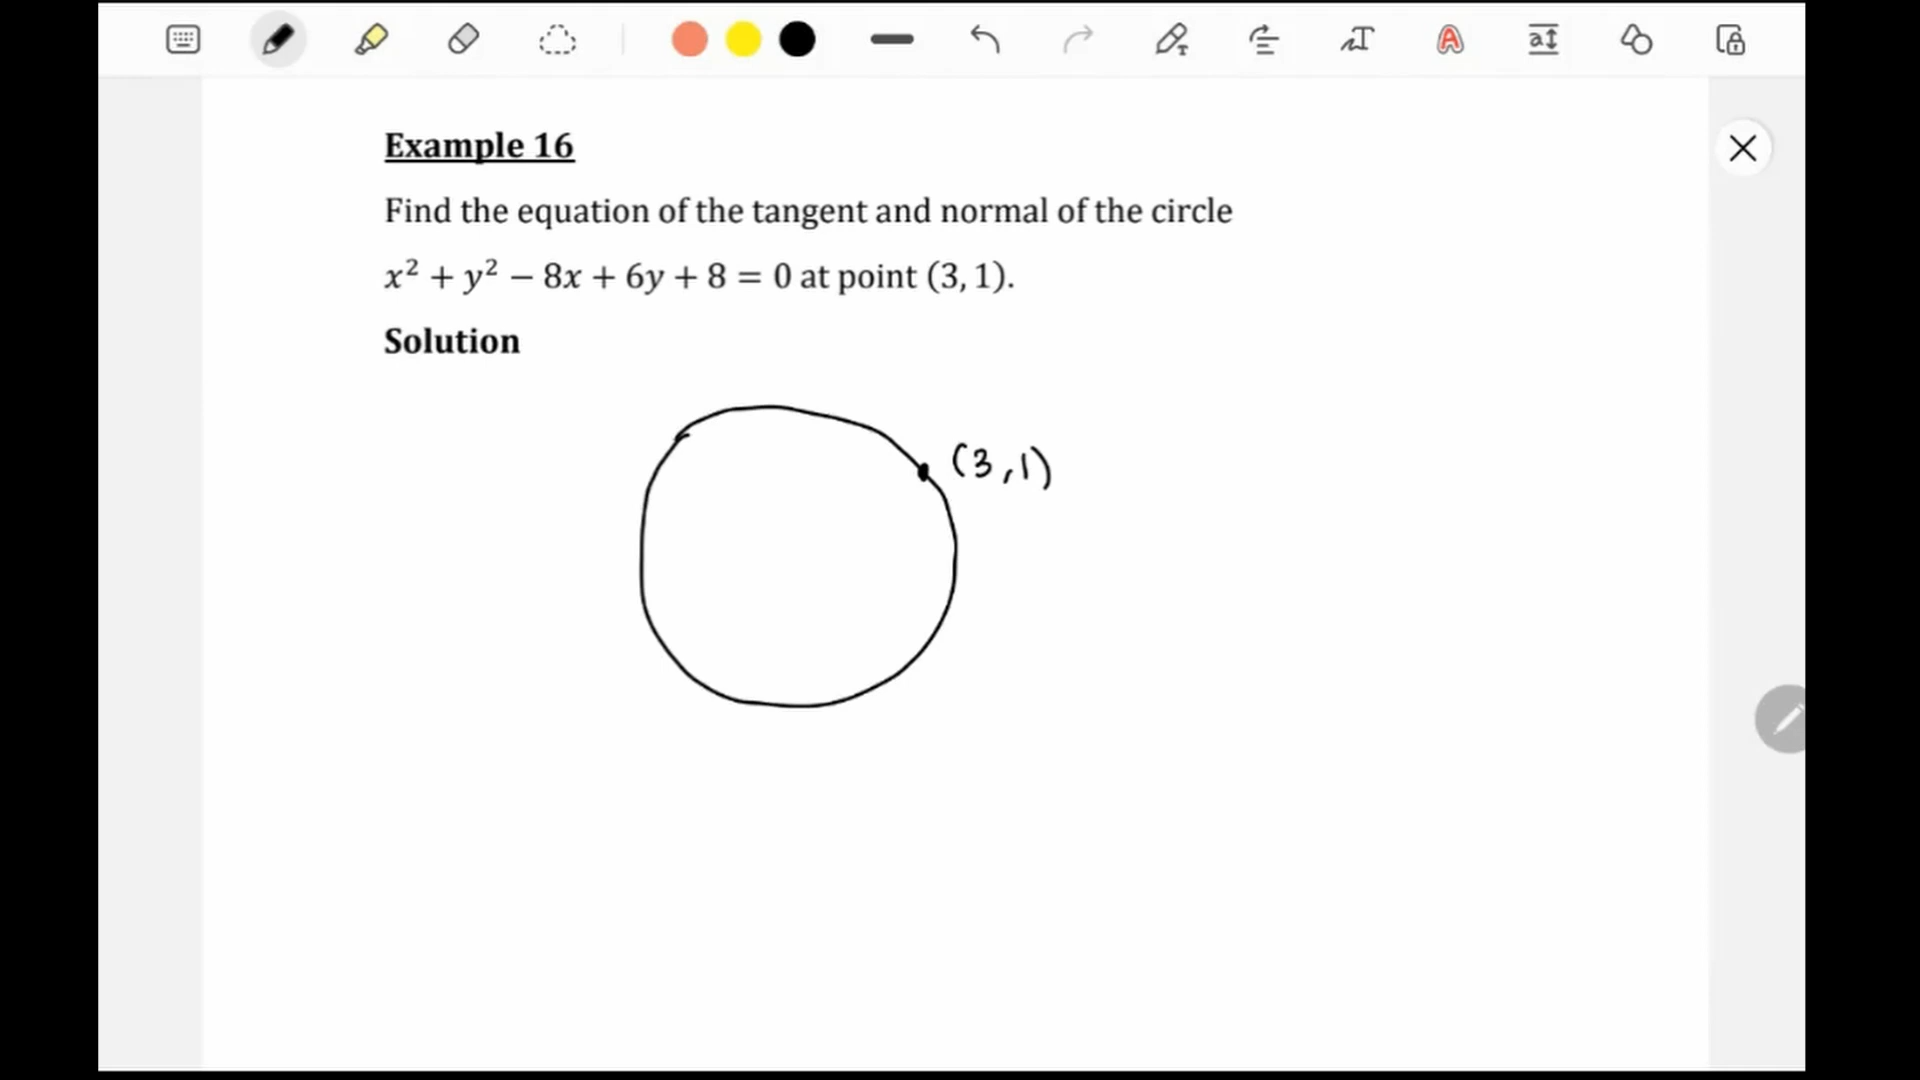 Example 16
Find the equation of the tangent and normal of the circle
x² + y² − 8x + 6y + 8 = 0 at point (3, 1).
Solution
(3,1)